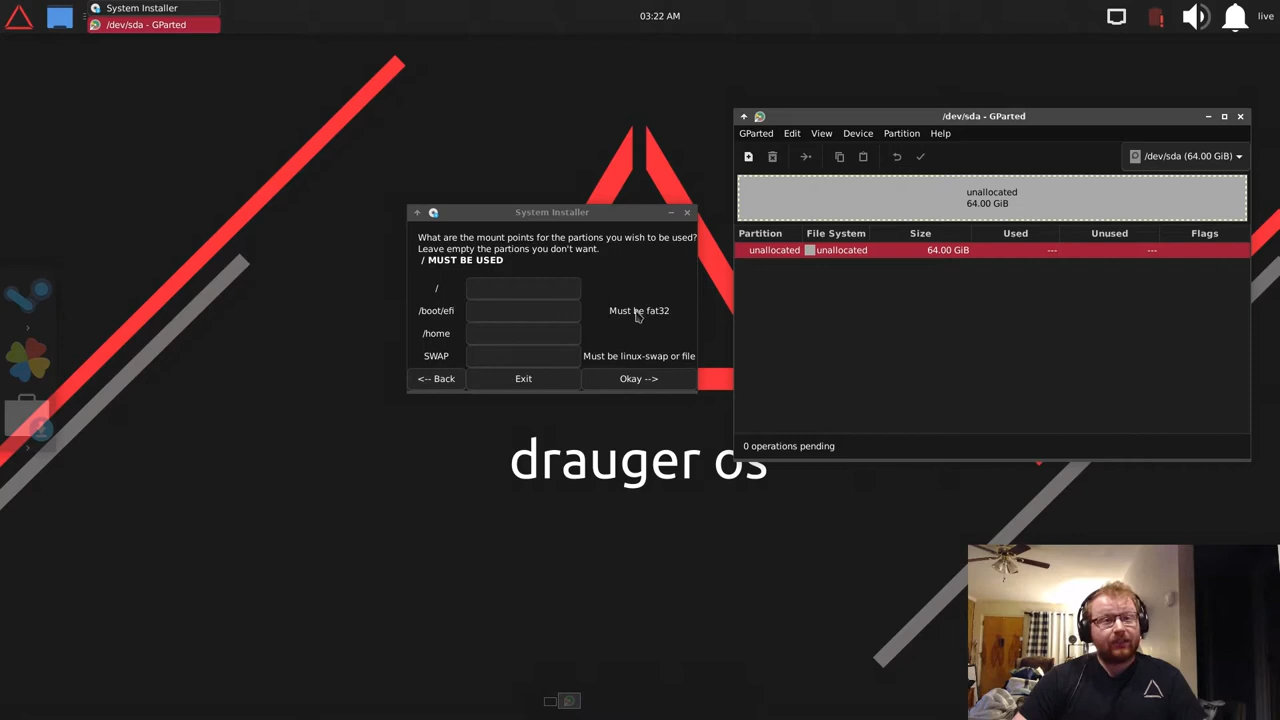 System Installer
/dev/sda - GParted
03:22 AM
live
/dev/sda - GParted
GParted Edit View Device Partition Help
/dev/sda (64.00 GiB)
unallocated
64.00 GiB
Partition File System Size Used Unused Flags
unallocated unallocated 64.00 GiB --- ---
0 operations pending
System Installer
What are the mount points for the partions you wish to be used?
Leave empty the partions you don't want.
/ MUST BE USED
/
/boot/efi Must be fat32
/home
SWAP Must be linux-swap or file
<-- Back Exit Okay -->
drauger os